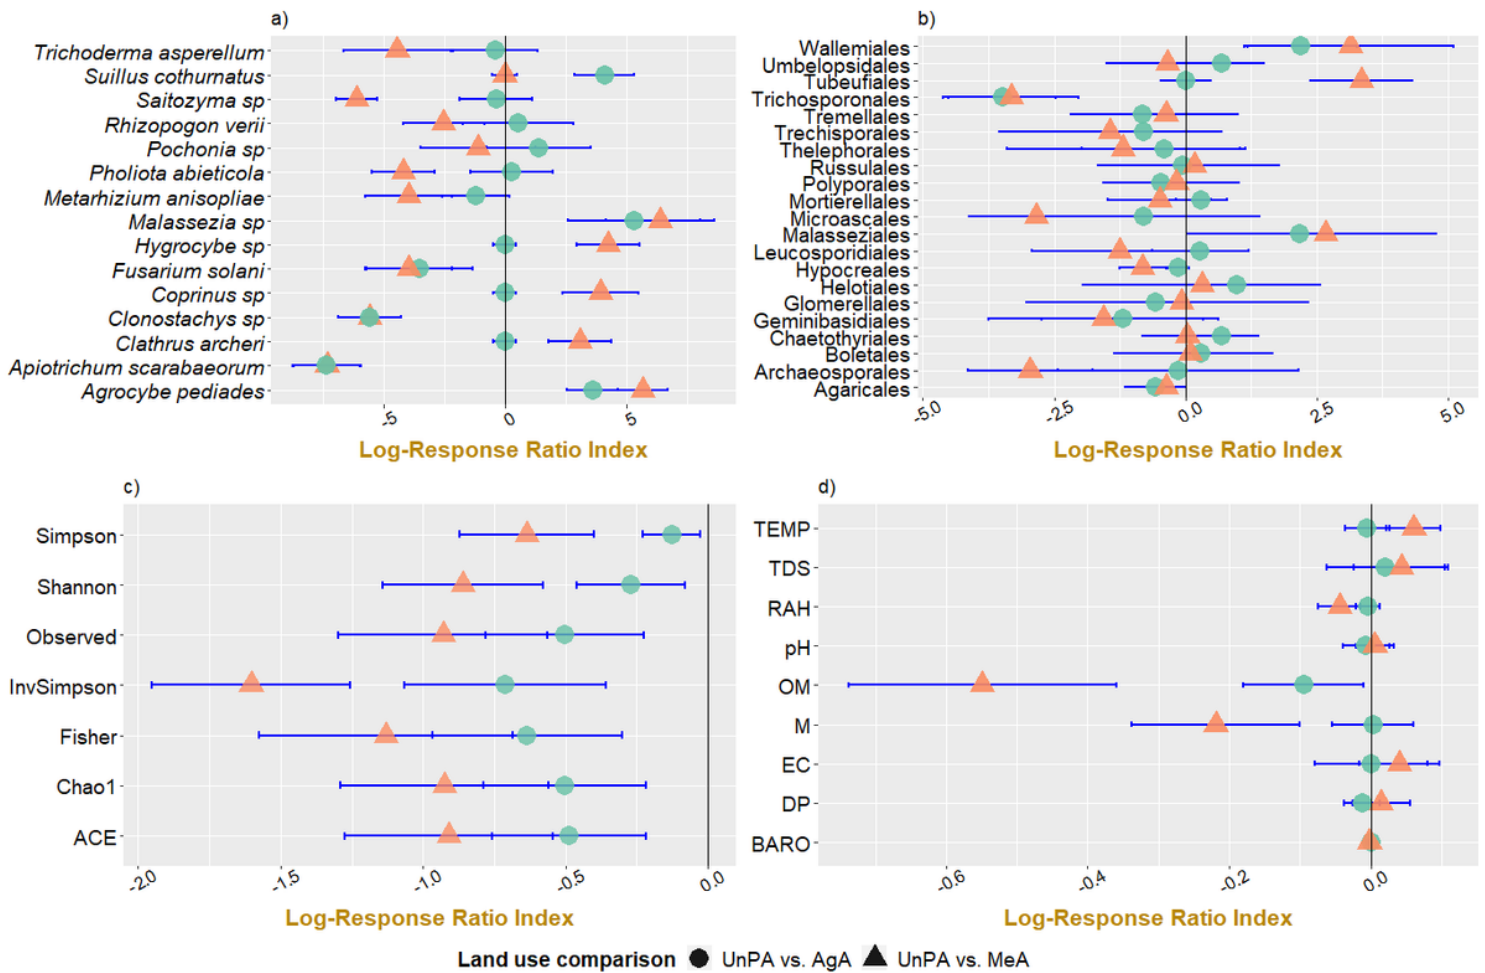 a)
Trichoderma asperellum
Suillus cothurnatus
Saitozyma sp
Rhizopogon verii
Pochonia sp
Pholiota abieticola
Metarhizium anisopliae
Malassezia sp
Hygrocybe sp
Fusarium solani
Coprinus sp
Clonostachys sp
Clathrus archeri
Apiotrichum scarabaeorum
Agrocybe pediades
-5 0 5
Log-Response Ratio Index
b)
Wallemiales
Umbelopsidales
Tubeufiales
Trichosporonales
Tremellales
Trechisporales
Thelephorales
Russulales
Polyporales
Mortierellales
Microascales
Malasseziales
Leucosporidiales
Hypocreales
Helotiales
Glomerellales
Geminibasidiales
Chaetothyriales
Boletales
Archaeosporales
Agaricales
-5.0 -2.5 0.0 2.5 5.0
Log-Response Ratio Index
c)
Simpson
Shannon
Observed
InvSimpson
Fisher
Chao1
ACE
-2.0 -1.5 -1.0 -0.5 0.0
Log-Response Ratio Index
d)
TEMP
TDS
RAH
pH
OM
M
EC
DP
BARO
-0.6 -0.4 -0.2 0.0
Log-Response Ratio Index
Land use comparison UnPA vs. AgA UnPA vs. MeA